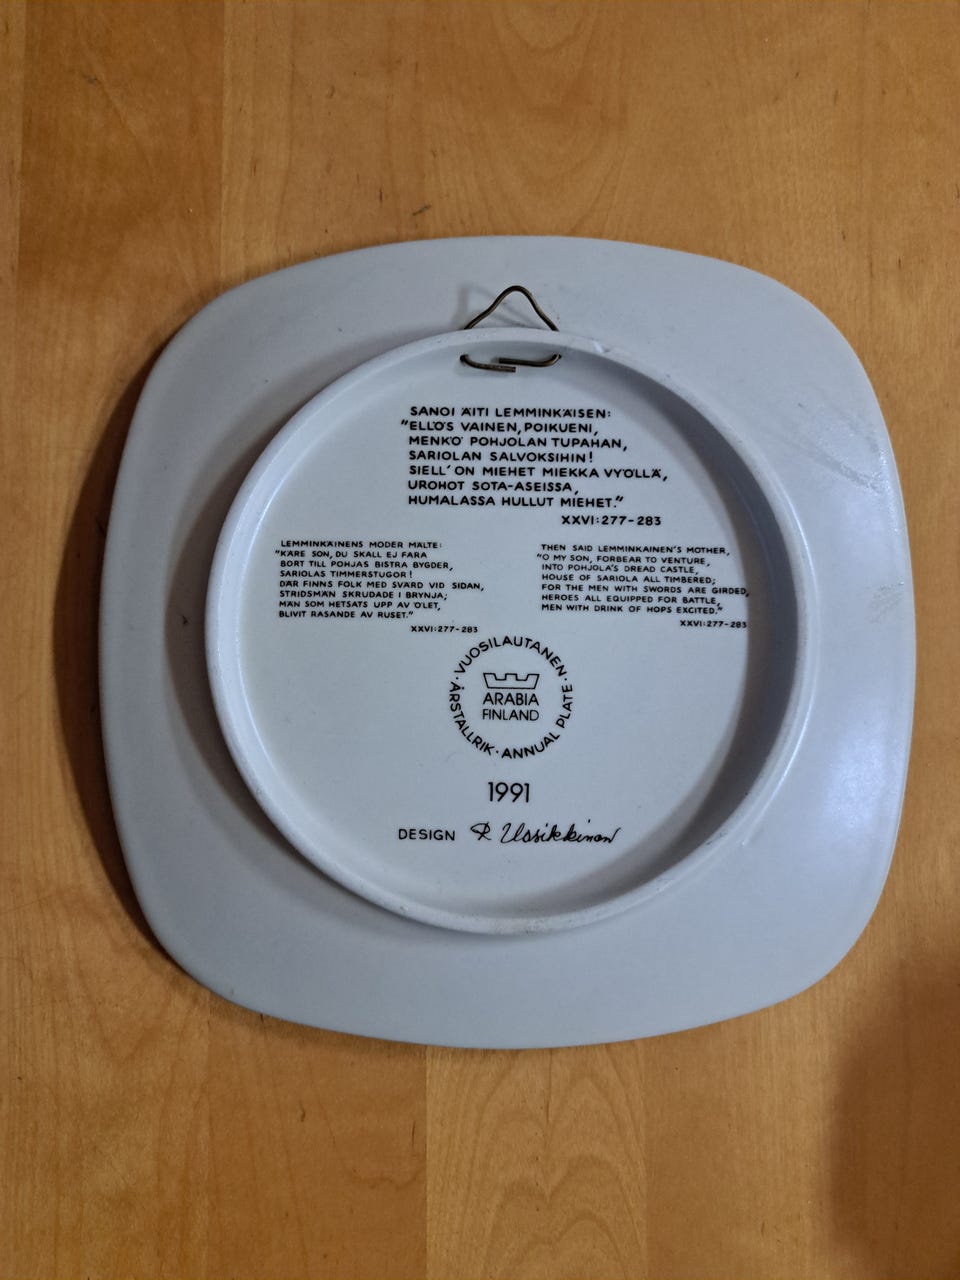 SANOI ÄITI LEMMINKÄISEN:
"ELLÖS VAINEN, POIKUENI,
MENKÖ POHJOLAN TUPAHAN,
SARIOLAN SALVOKSIHIN!
SIELL' ON MIEHET MIEKKA VYÖLLÄ,
UROHOT SOTA-ASEISSA,
HUMALASSA HULLUT MIEHET."
XXVI:277-283
LEMMINKÄINENS MODER MÄLTE:
"KÄRE SON, DU SKALL EJ FARA
BORT TILL POHJAS BISTRA BYGDER,
SARIOLAS TIMMERSTUGOR!
DÄR FINNS FOLK MED SVÄRD VID SIDAN,
STRIDSMÄN SKRUDADE I BRYNJA;
MÄN SOM HETSATS UPP AV ÖLET,
BLIVIT RASANDE AV RUSET."
XXVI:277-283
THEN SAID LEMMINKAINEN'S MOTHER,
"O MY SON, FORBEAR TO VENTURE,
INTO POHJOLA'S DREAD CASTLE,
HOUSE OF SARIOLA ALL TIMBERED;
FOR THE MEN WITH SWORDS ARE GIRDED,
HEROES ALL EQUIPPED FOR BATTLE,
MEN WITH DRINK OF HOPS EXCITED."
XXVI:277-283
· VUOSILAUTANEN ·
ARABIA
FINLAND
ÅRSTALLRIK · ANNUAL PLATE
1991
DESIGN R Uosikkinen